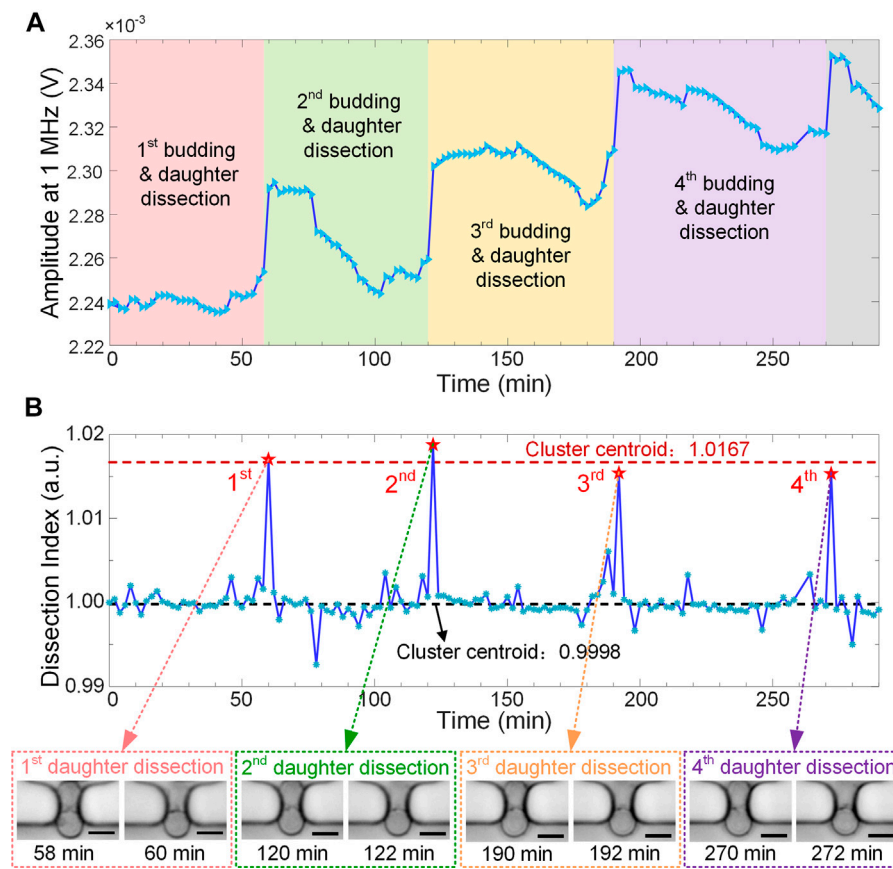 A
×10⁻³
Amplitude at 1 MHz (V)
2.36
2.34
2.32
2.30
2.28
2.26
2.24
2.22
1st budding
& daughter
dissection
2nd budding
& daughter
dissection
3rd budding
& daughter
dissection
4th budding
& daughter
dissection
0 50 100 150 200 250
Time (min)
B
Dissection Index (a.u.)
1.02
1.01
1.00
0.99
Cluster centroid: 1.0167
1st
2nd
3rd
4th
Cluster centroid: 0.9998
0 50 100 150 200 250
Time (min)
1st daughter dissection
58 min 60 min
2nd daughter dissection
120 min 122 min
3rd daughter dissection
190 min 192 min
4th daughter dissection
270 min 272 min